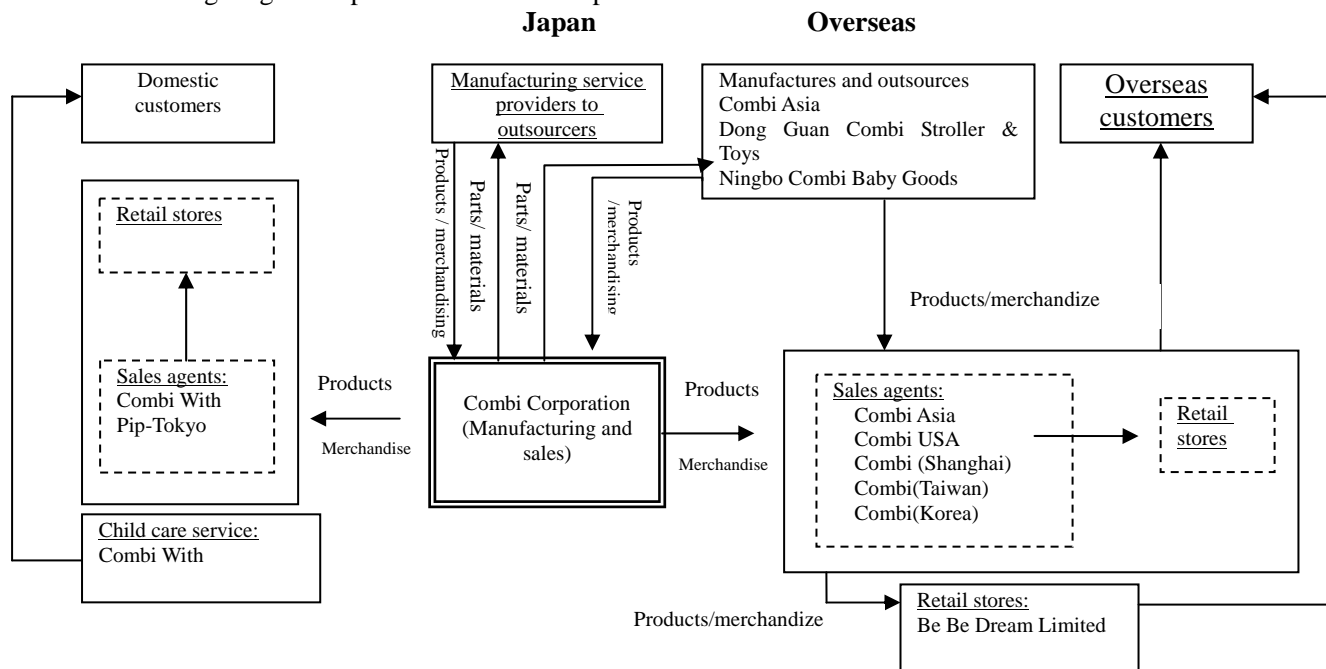 Japan
Overseas
Domestic
customers
Manufacturing service
providers to
outsourcers
Manufactures and outsources
Combi Asia
Dong Guan Combi Stroller &
Toys
Ningbo Combi Baby Goods
Overseas
customers
Retail stores
Products / merchandising
Parts/ materials
Parts/ materials
Products
/merchandising
Products/merchandize
Sales agents:
Combi With
Pip-Tokyo
Products
Merchandise
Combi Corporation
(Manufacturing and
sales)
Products
Merchandise
Sales agents:
Combi Asia
Combi USA
Combi (Shanghai)
Combi(Taiwan)
Combi(Korea)
Retail
stores
Child care service:
Combi With
Products/merchandize
Retail stores:
Be Be Dream Limited